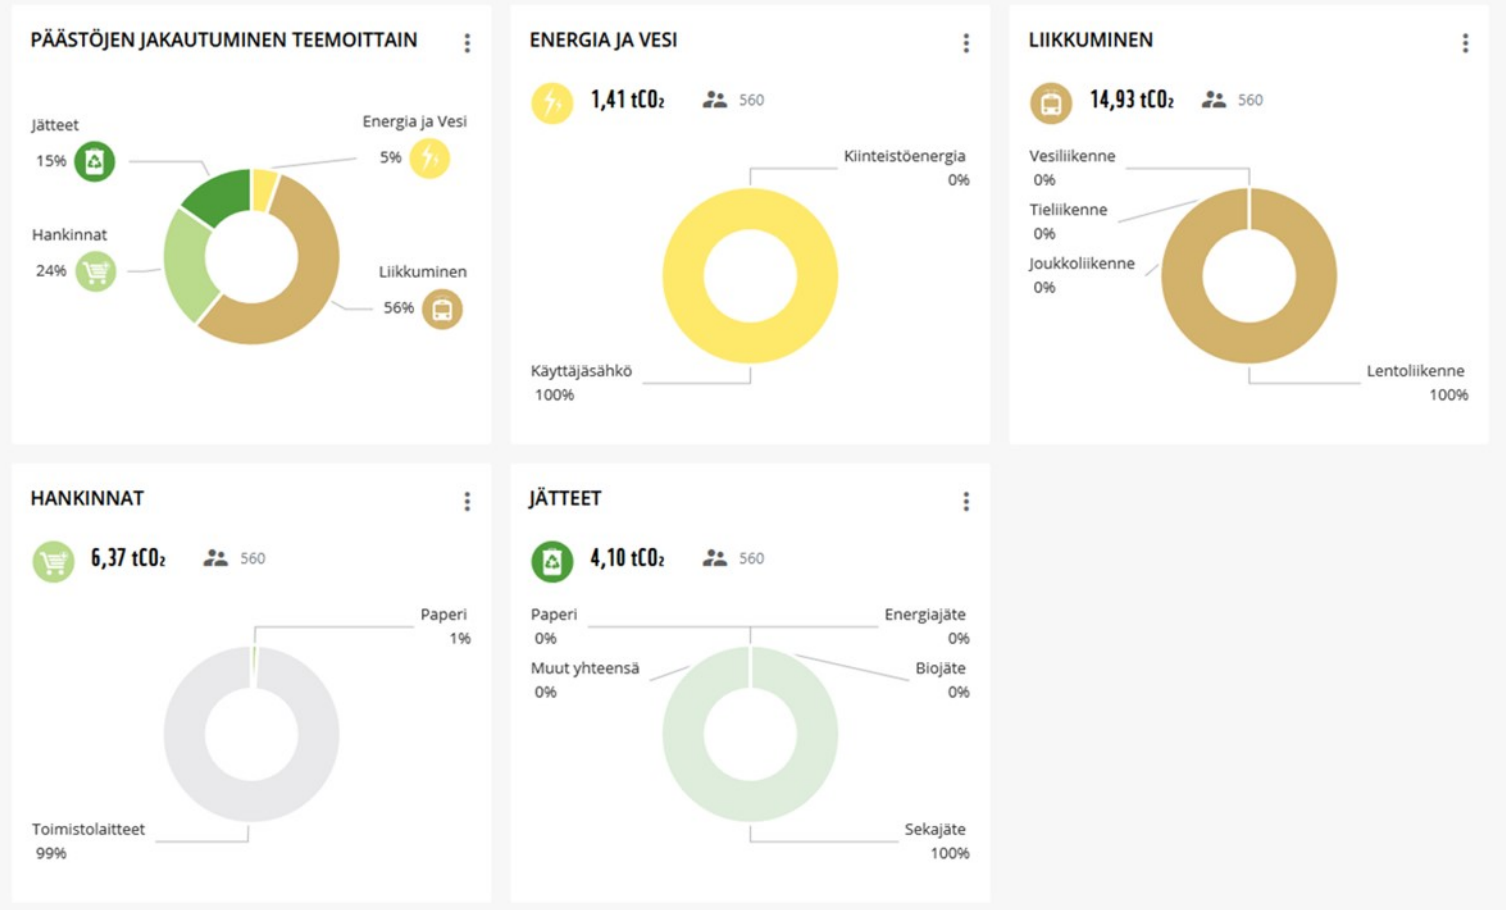 PÄÄSTÖJEN JAKAUTUMINEN TEEMOITTAIN
Jätteet
15%
Energia ja Vesi
5%
Hankinnat
24%
Liikkuminen
56%
ENERGIA JA VESI
1,41 tCO₂ 560
Kiinteistöenergia
0%
Käyttäjäsähkö
100%
LIIKKUMINEN
14,93 tCO₂ 560
Vesiliikenne
0%
Tieliikenne
0%
Joukkoliikenne
0%
Lentoliikenne
100%
HANKINNAT
6,37 tCO₂ 560
Paperi
1%
Toimistolaitteet
99%
JÄTTEET
4,10 tCO₂ 560
Paperi
0%
Energiajäte
0%
Muut yhteensä
0%
Biojäte
0%
Sekajäte
100%